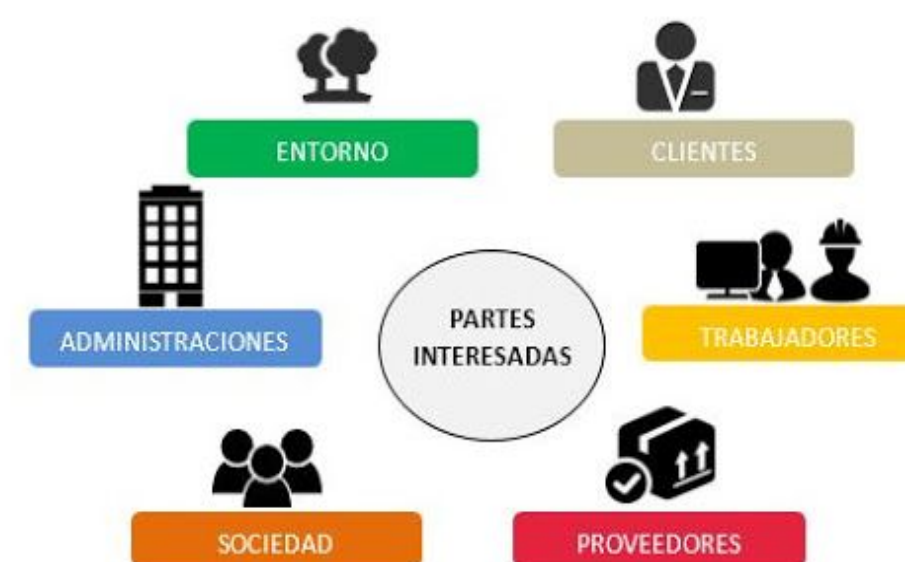 ENTORNO
CLIENTES
ADMINISTRACIONES
PARTES
INTERESADAS
TRABAJADORES
SOCIEDAD
PROVEEDORES